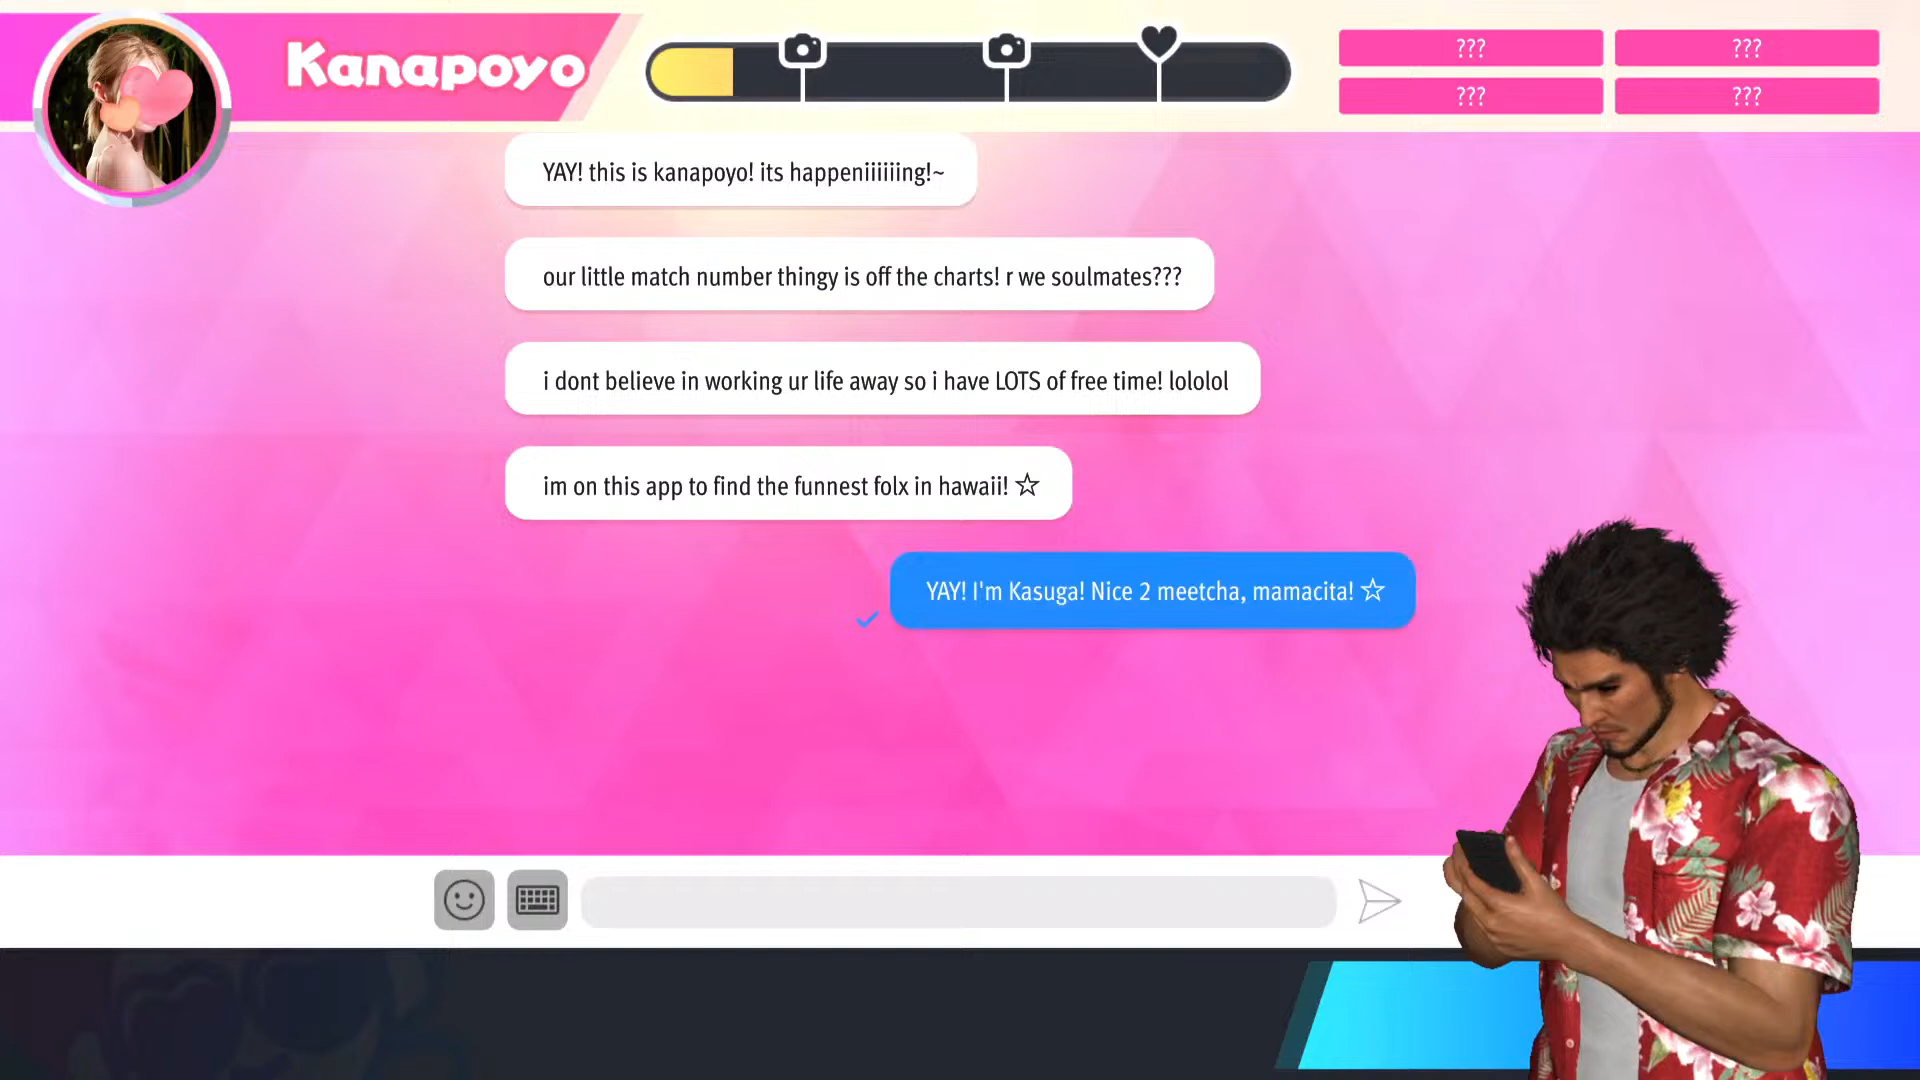 Kanapoyo
???
???
???
???
YAY! this is kanapoyo! its happeniiiiiing!~
our little match number thingy is off the charts! r we soulmates???
i dont believe in working ur life away so i have LOTS of free time! lololol
im on this app to find the funnest folx in hawaii! ☆
YAY! I'm Kasuga! Nice 2 meetcha, mamacita! ☆